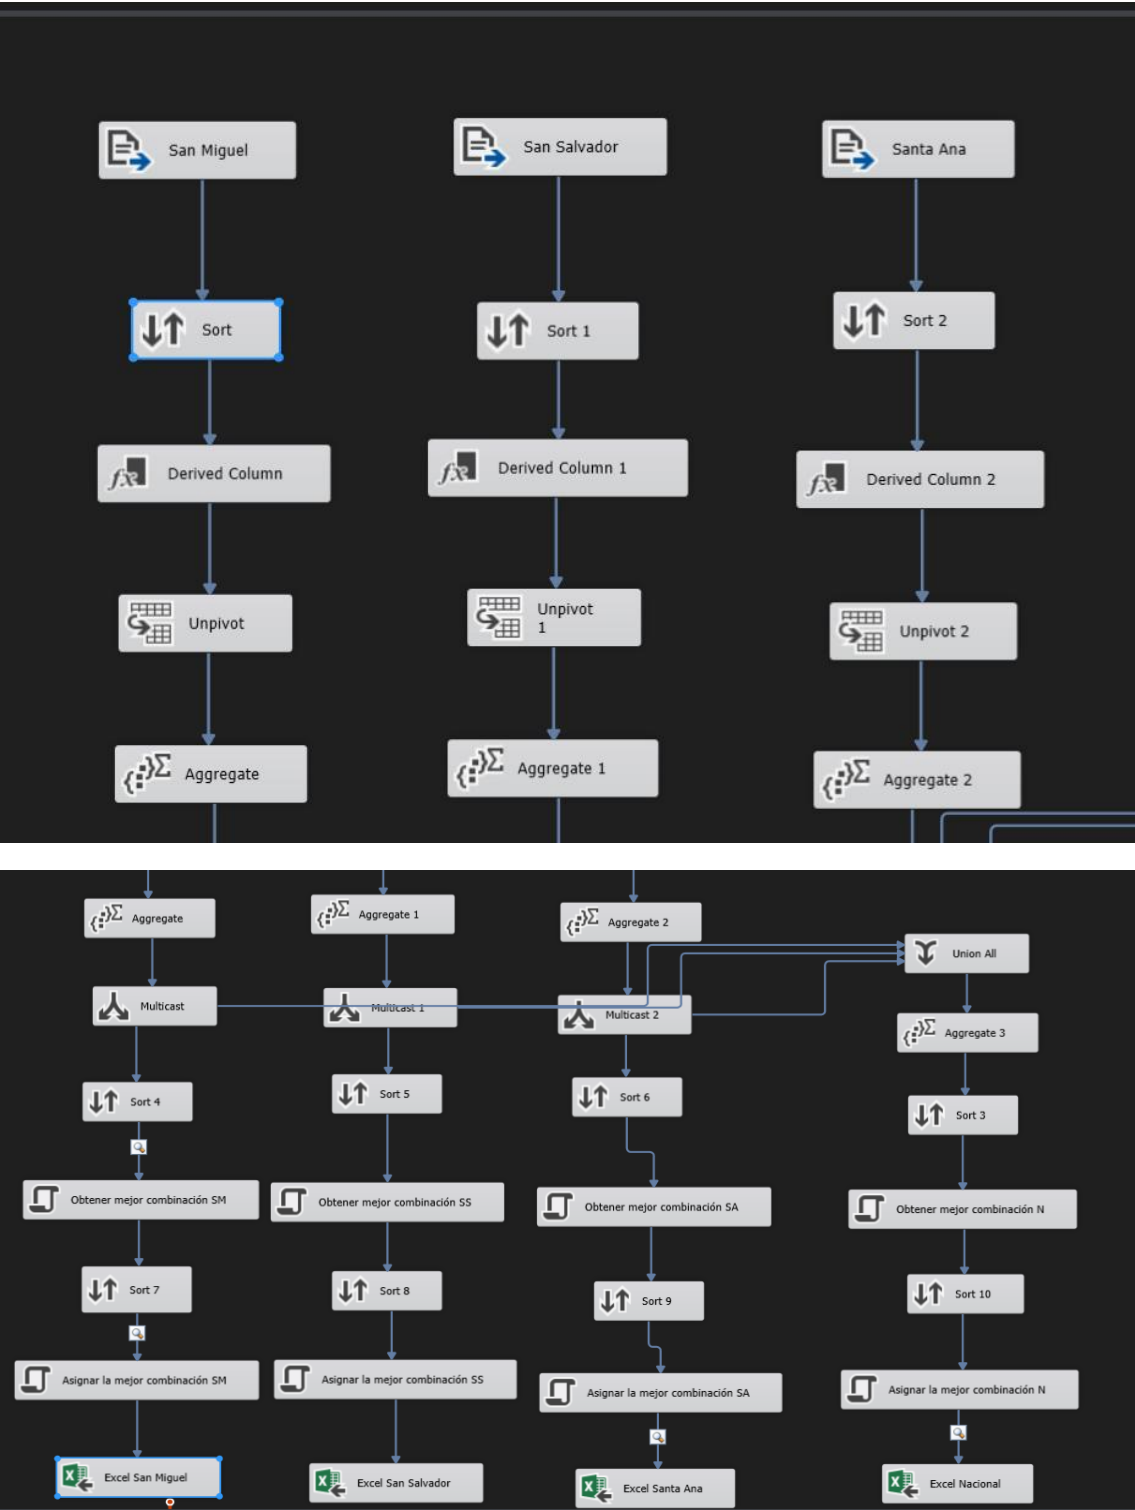 San Miguel
San Salvador
Santa Ana
Sort
Sort 1
Sort 2
Derived Column
Derived Column 1
Derived Column 2
Unpivot
Unpivot
1
Unpivot 2
Aggregate
Aggregate 1
Aggregate 2
Aggregate
Aggregate 1
Aggregate 2
Union All
Multicast
Multicast 1
Multicast 2
Aggregate 3
Sort 4
Sort 5
Sort 6
Sort 3
Obtener mejor combinación SM
Obtener mejor combinación SS
Obtener mejor combinación SA
Obtener mejor combinación N
Sort 7
Sort 8
Sort 9
Sort 10
Asignar la mejor combinación SM
Asignar la mejor combinación SS
Asignar la mejor combinación SA
Asignar la mejor combinación N
Excel San Miguel
Excel San Salvador
Excel Santa Ana
Excel Nacional